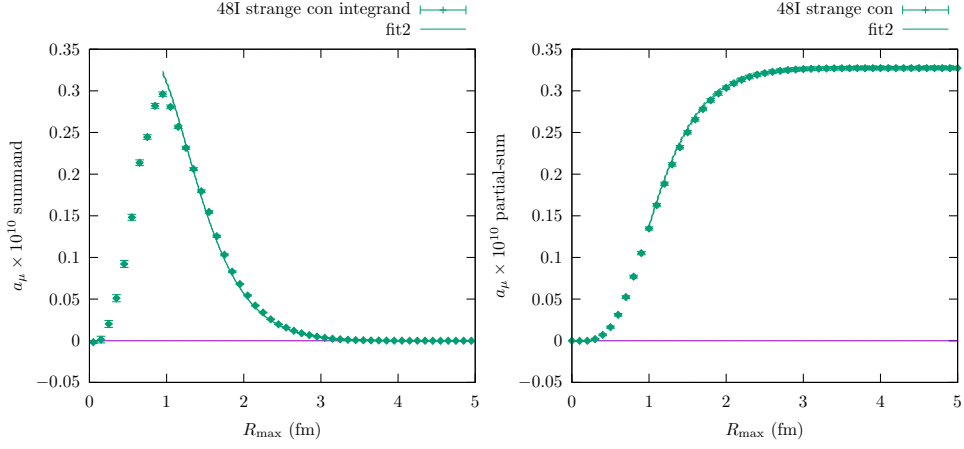 48I strange con integrand
fit2
0.35
0.3
0.25
0.2
0.15
0.1
0.05
0
−0.05
0 1 2 3 4 5
R_max (fm)
a_μ × 10^10 summand
48I strange con
fit2
0.35
0.3
0.25
0.2
0.15
0.1
0.05
0
−0.05
0 1 2 3 4 5
R_max (fm)
a_μ × 10^10 partial-sum